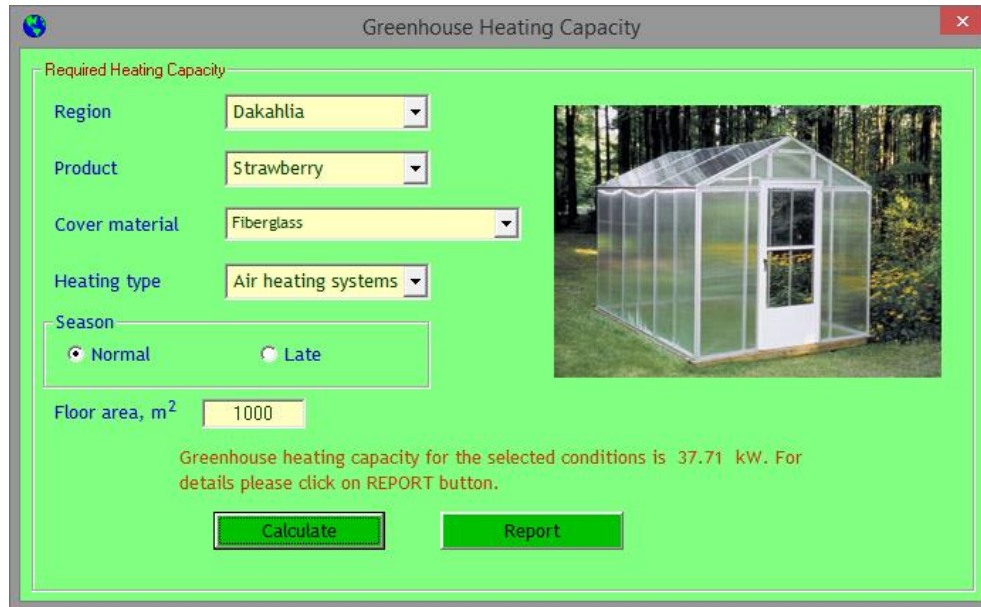 Greenhouse Heating Capacity
Required Heating Capacity
Region
Dakahlia
Product
Strawberry
Cover material
Fiberglass
Heating type
Air heating systems
Season
Normal
Late
Floor area, m²
1000
Greenhouse heating capacity for the selected conditions is 37.71 kW. For
details please click on REPORT button.
Calculate
Report